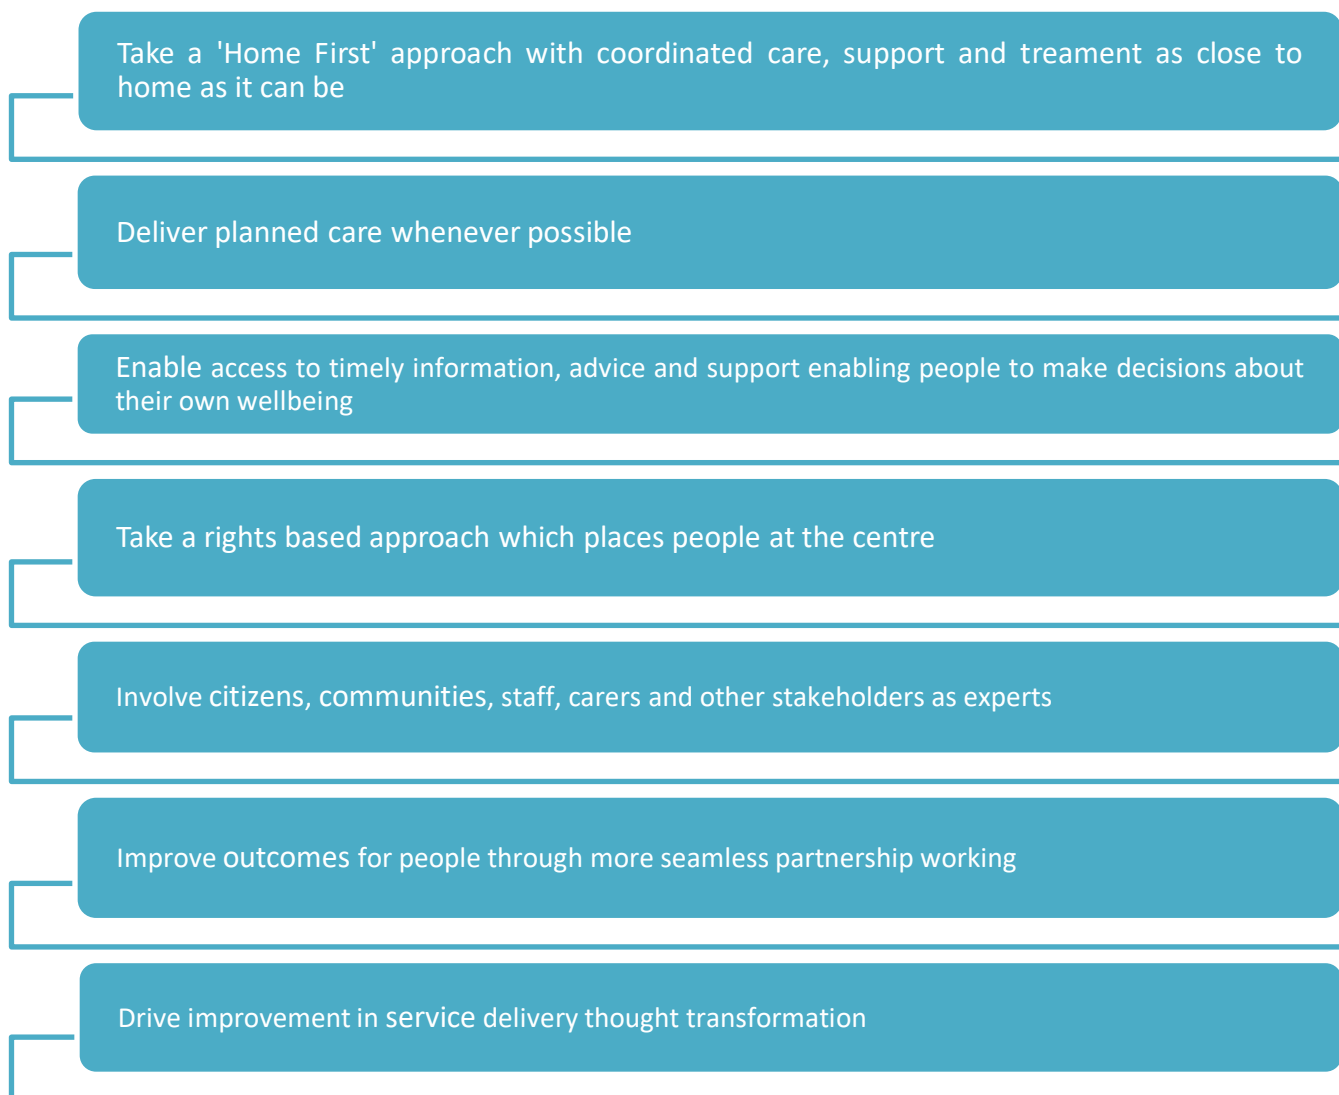 Take a 'Home First' approach with coordinated care, support and treament as close to
home as it can be
Deliver planned care whenever possible
Enable access to timely information, advice and support enabling people to make decisions about
their own wellbeing
Take a rights based approach which places people at the centre
Involve citizens, communities, staff, carers and other stakeholders as experts
Improve outcomes for people through more seamless partnership working
Drive improvement in service delivery thought transformation